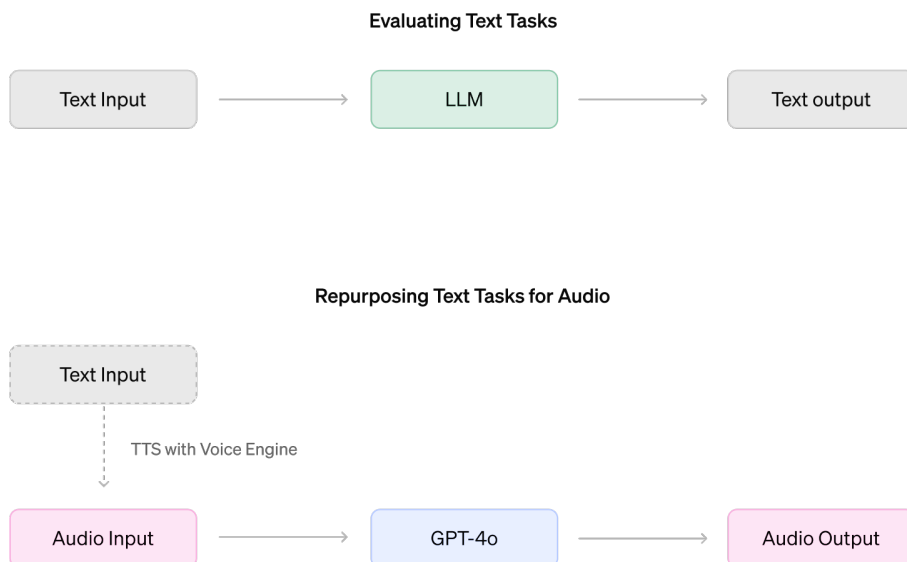 Evaluating Text Tasks
Text Input
LLM
Text output
Repurposing Text Tasks for Audio
Text Input
TTS with Voice Engine
Audio Input
GPT-4o
Audio Output